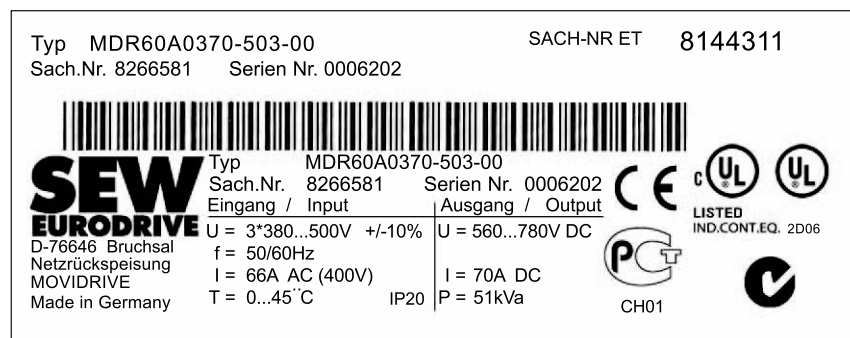 Typ MDR60A0370-503-00 SACH-NR ET 8144311
Sach.Nr. 8266581 Serien Nr. 0006202
SEW
EURODRIVE
D-76646 Bruchsal
Netzrückspeisung
MOVIDRIVE
Made in Germany
Typ MDR60A0370-503-00
Sach.Nr. 8266581 Serien Nr. 0006202
Eingang / Input Ausgang / Output
U = 3*380...500V +/-10% U = 560...780V DC
f = 50/60Hz
I = 66A AC (400V) I = 70A DC
T = 0...45¨C IP20 P = 51kVa
CE
c UL ® UL ®
LISTED
IND.CONT.EQ. 2D06
PCT
CH01